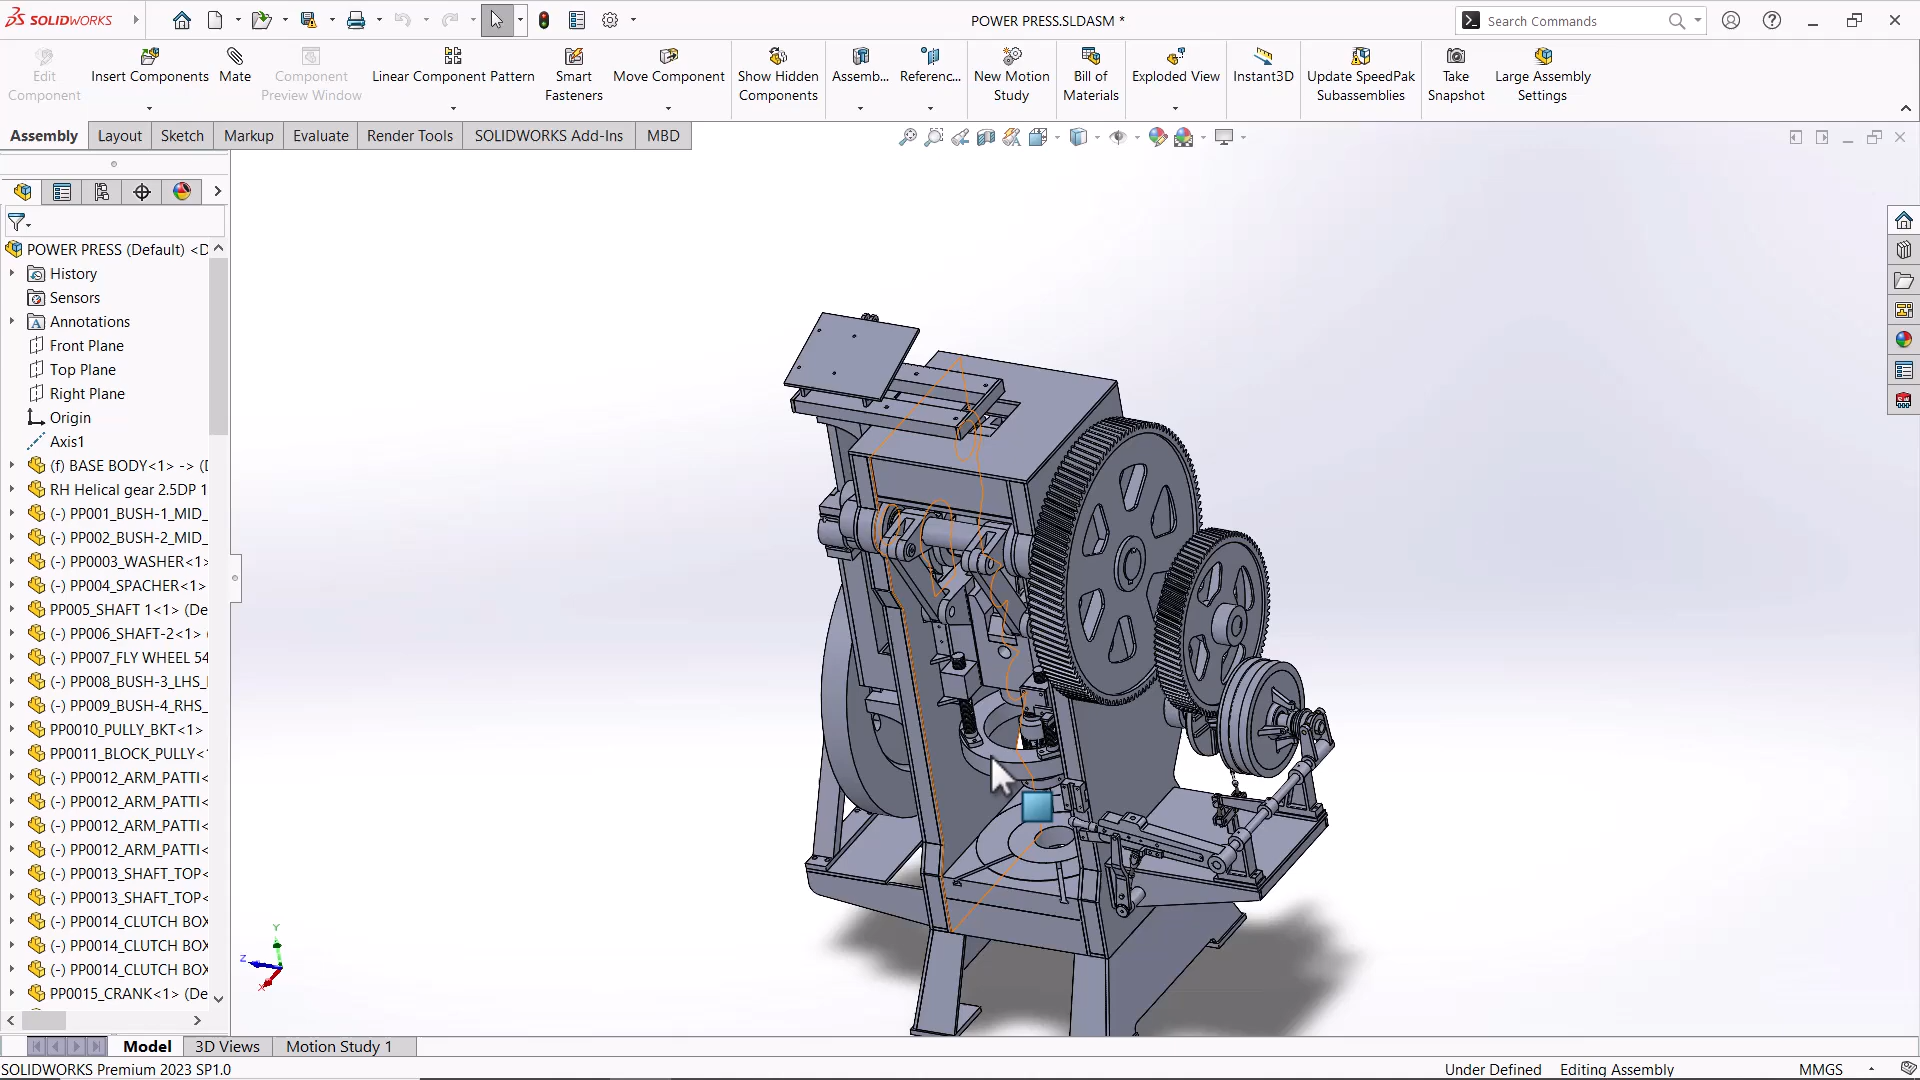 SOLIDWORKS
POWER PRESS.SLDASM *
Search Commands
Edit Component
Insert Components
Mate
Component Preview Window
Linear Component Pattern
Smart Fasteners
Move Component
Show Hidden Components
Assemb...
Referenc...
New Motion Study
Bill of Materials
Exploded View
Instant3D
Update SpeedPak Subassemblies
Take Snapshot
Large Assembly Settings
Assembly
Layout
Sketch
Markup
Evaluate
Render Tools
SOLIDWORKS Add-Ins
MBD
POWER PRESS (Default) <D
History
Sensors
Annotations
Front Plane
Top Plane
Right Plane
Origin
Axis1
(f) BASE BODY<1> -> (D
RH Helical gear 2.5DP 1
(-) PP001_BUSH-1_MID_
(-) PP002_BUSH-2_MID_
(-) PP0003_WASHER<1>
(-) PP004_SPACHER<1>
PP005_SHAFT 1<1> (De
(-) PP006_SHAFT-2<1> (
(-) PP007_FLY WHEEL 54
(-) PP008_BUSH-3_LHS_
(-) PP009_BUSH-4_RHS_
PP0010_PULLY_BKT<1>
PP0011_BLOCK_PULLY<
(-) PP0012_ARM_PATTI<
(-) PP0012_ARM_PATTI<
(-) PP0012_ARM_PATTI<
(-) PP0012_ARM_PATTI<
(-) PP0013_SHAFT_TOP<
(-) PP0013_SHAFT_TOP<
(-) PP0014_CLUTCH BOX
(-) PP0014_CLUTCH BOX
(-) PP0014_CLUTCH BOX
PP0015_CRANK<1> (De
Y
Z
X
Model
3D Views
Motion Study 1
SOLIDWORKS Premium 2023 SP1.0
Under Defined
Editing Assembly
MMGS